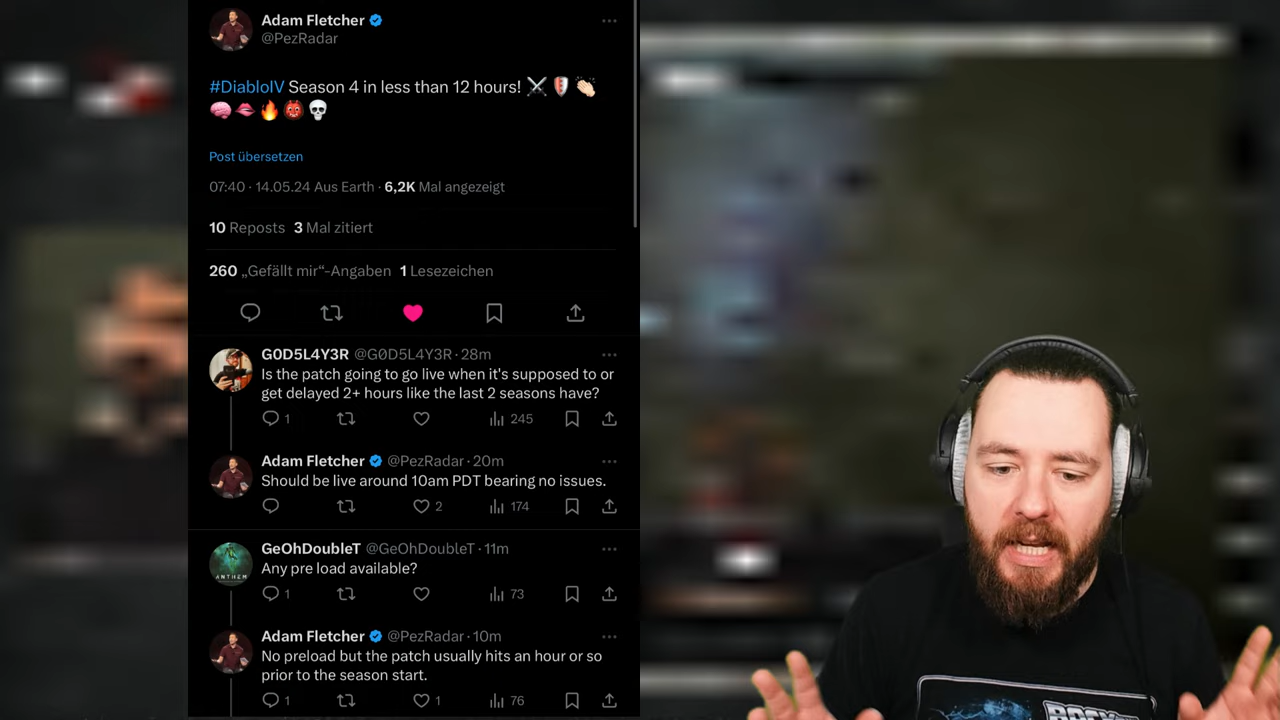 Adam Fletcher
@PezRadar
#DiabloIV Season 4 in less than 12 hours! ⚔️🛡️👏🏻
🧠🫦🔥👹💀
Post übersetzen
07:40 · 14.05.24 Aus Earth · 6,2K Mal angezeigt
10 Reposts 3 Mal zitiert
260 „Gefällt mir“-Angaben 1 Lesezeichen
G0D5L4Y3R @G0D5L4Y3R · 28m
Is the patch going to go live when it's supposed to or
get delayed 2+ hours like the last 2 seasons have?
1 245
Adam Fletcher @PezRadar · 20m
Should be live around 10am PDT bearing no issues.
2 174
GeOhDoubleT @GeOhDoubleT · 11m
Any pre load available?
ANTHEM
1 73
Adam Fletcher @PezRadar · 10m
No preload but the patch usually hits an hour or so
prior to the season start.
1 1 76